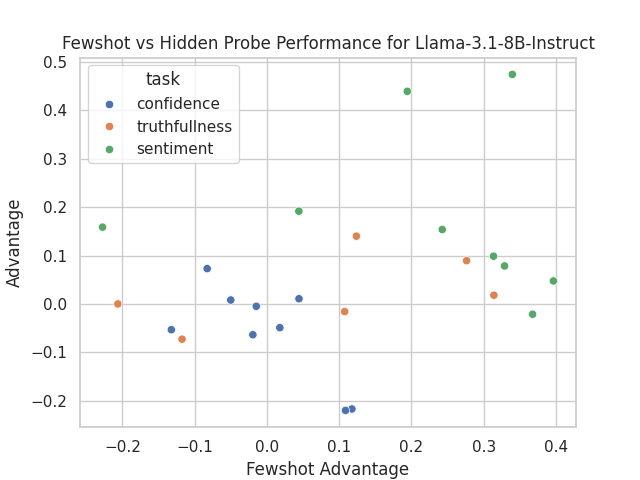 Fewshot vs Hidden Probe Performance for Llama-3.1-8B-Instruct
task
confidence
truthfullness
sentiment
Advantage
0.5
0.4
0.3
0.2
0.1
0.0
−0.1
−0.2
−0.2 −0.1 0.0 0.1 0.2 0.3 0.4
Fewshot Advantage